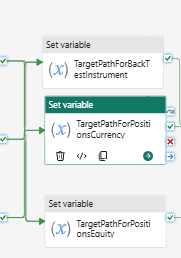 Set variable
(x)
TargetPathForBackT
estInstrument
Set variable
(x)
TargetPathForPositi
onsCurrency
Set variable
(x)
TargetPathForPositi
onsEquity